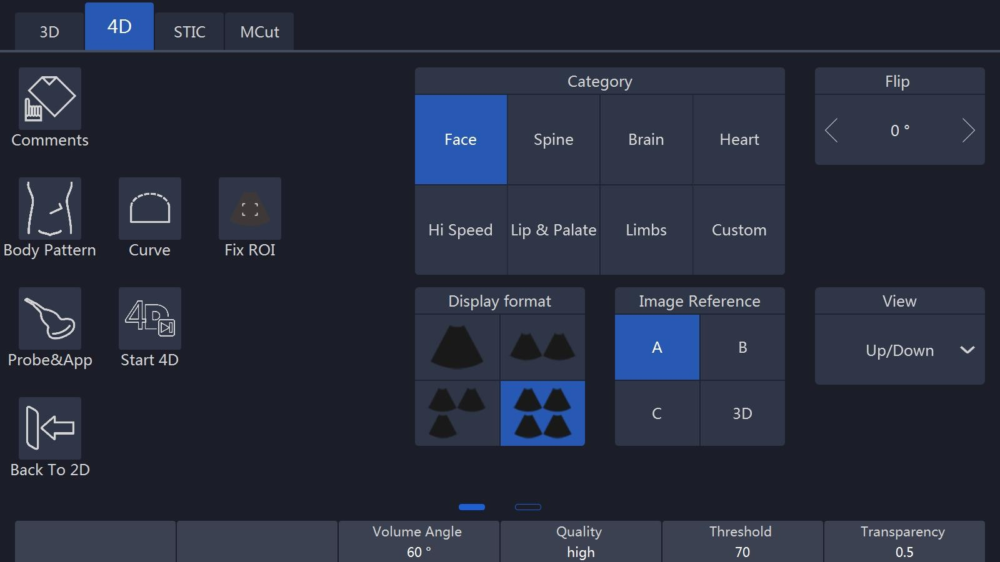 3D
4D
STIC
MCut
Comments
Body Pattern
Curve
Fix ROI
Probe&App
4D
Start 4D
Back To 2D
Category
Face
Spine
Brain
Heart
Hi Speed
Lip & Palate
Limbs
Custom
Flip
0 °
Display format
Image Reference
A
B
C
3D
View
Up/Down
Volume Angle
60 °
Quality
high
Threshold
70
Transparency
0.5